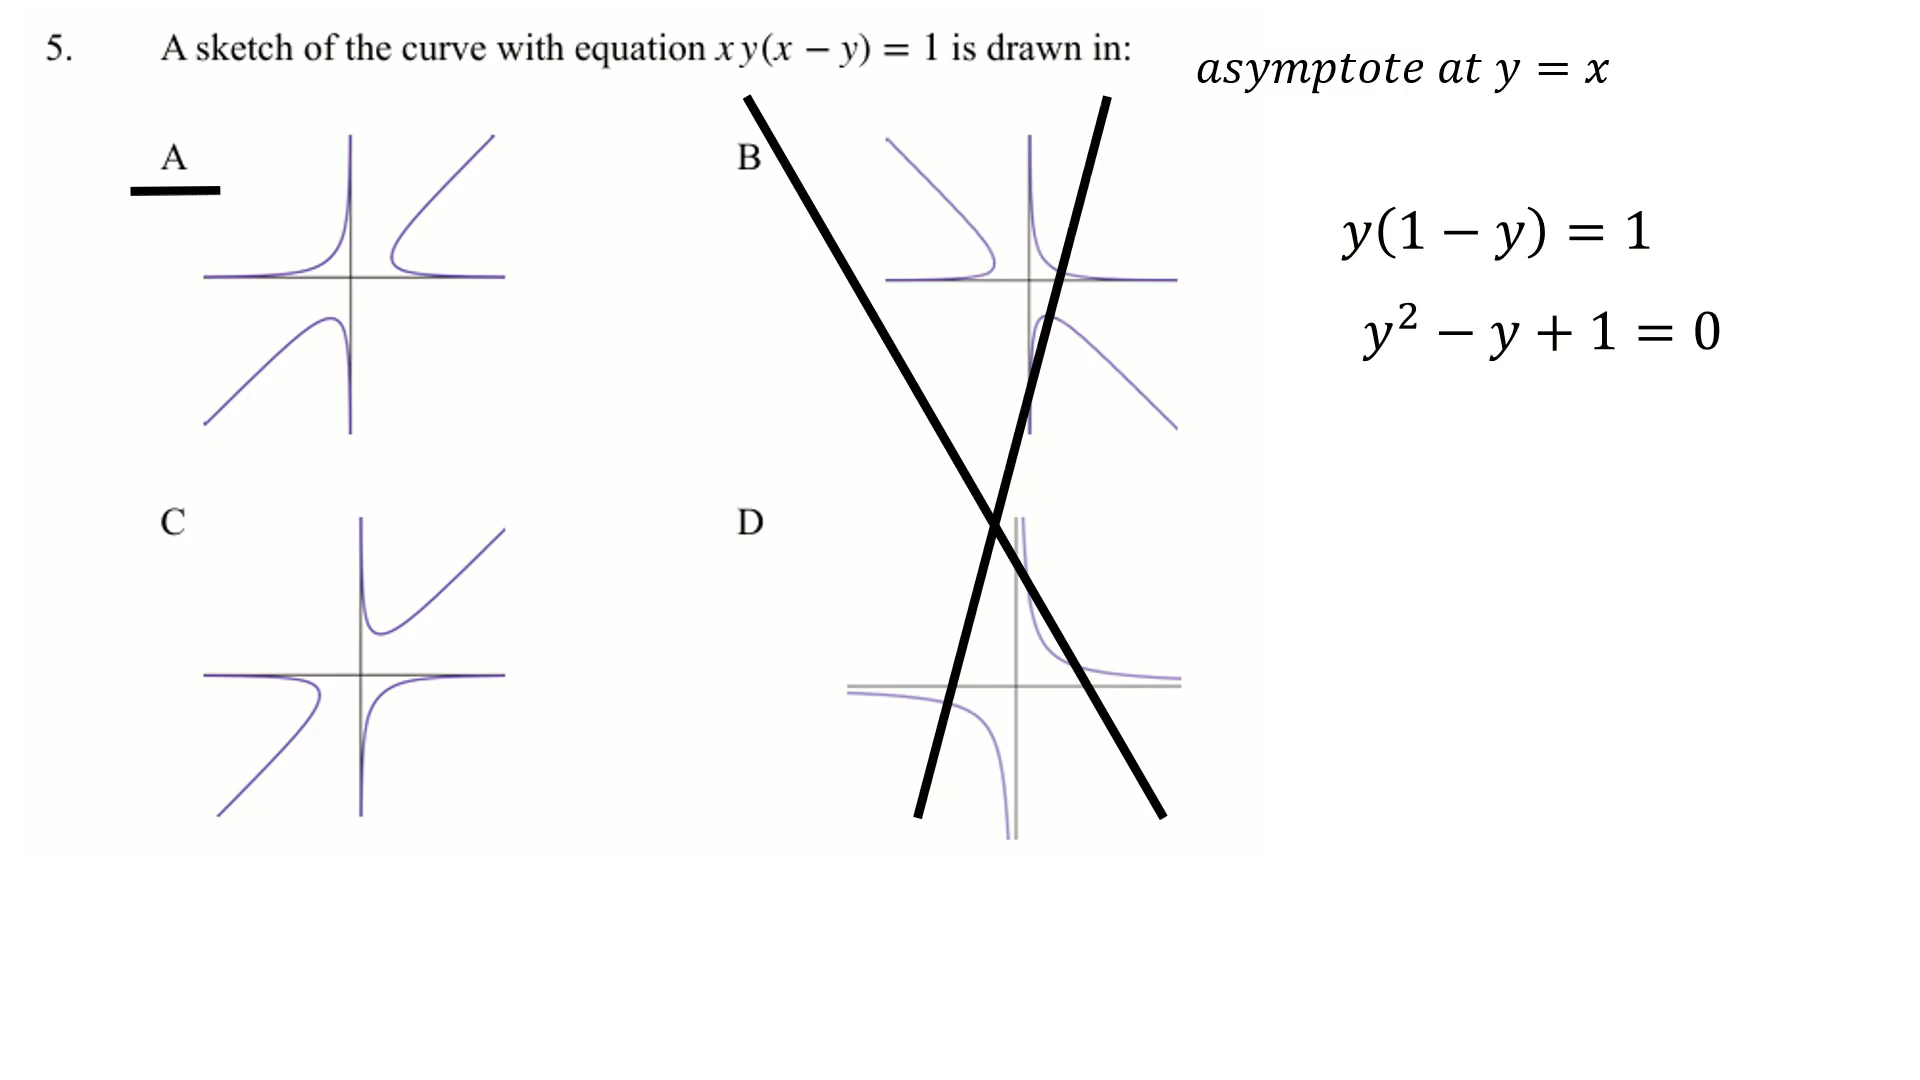 5. A sketch of the curve with equation xy(x − y) = 1 is drawn in:
asymptote at y = x
A
B
y(1 − y) = 1
y² − y + 1 = 0
C
D